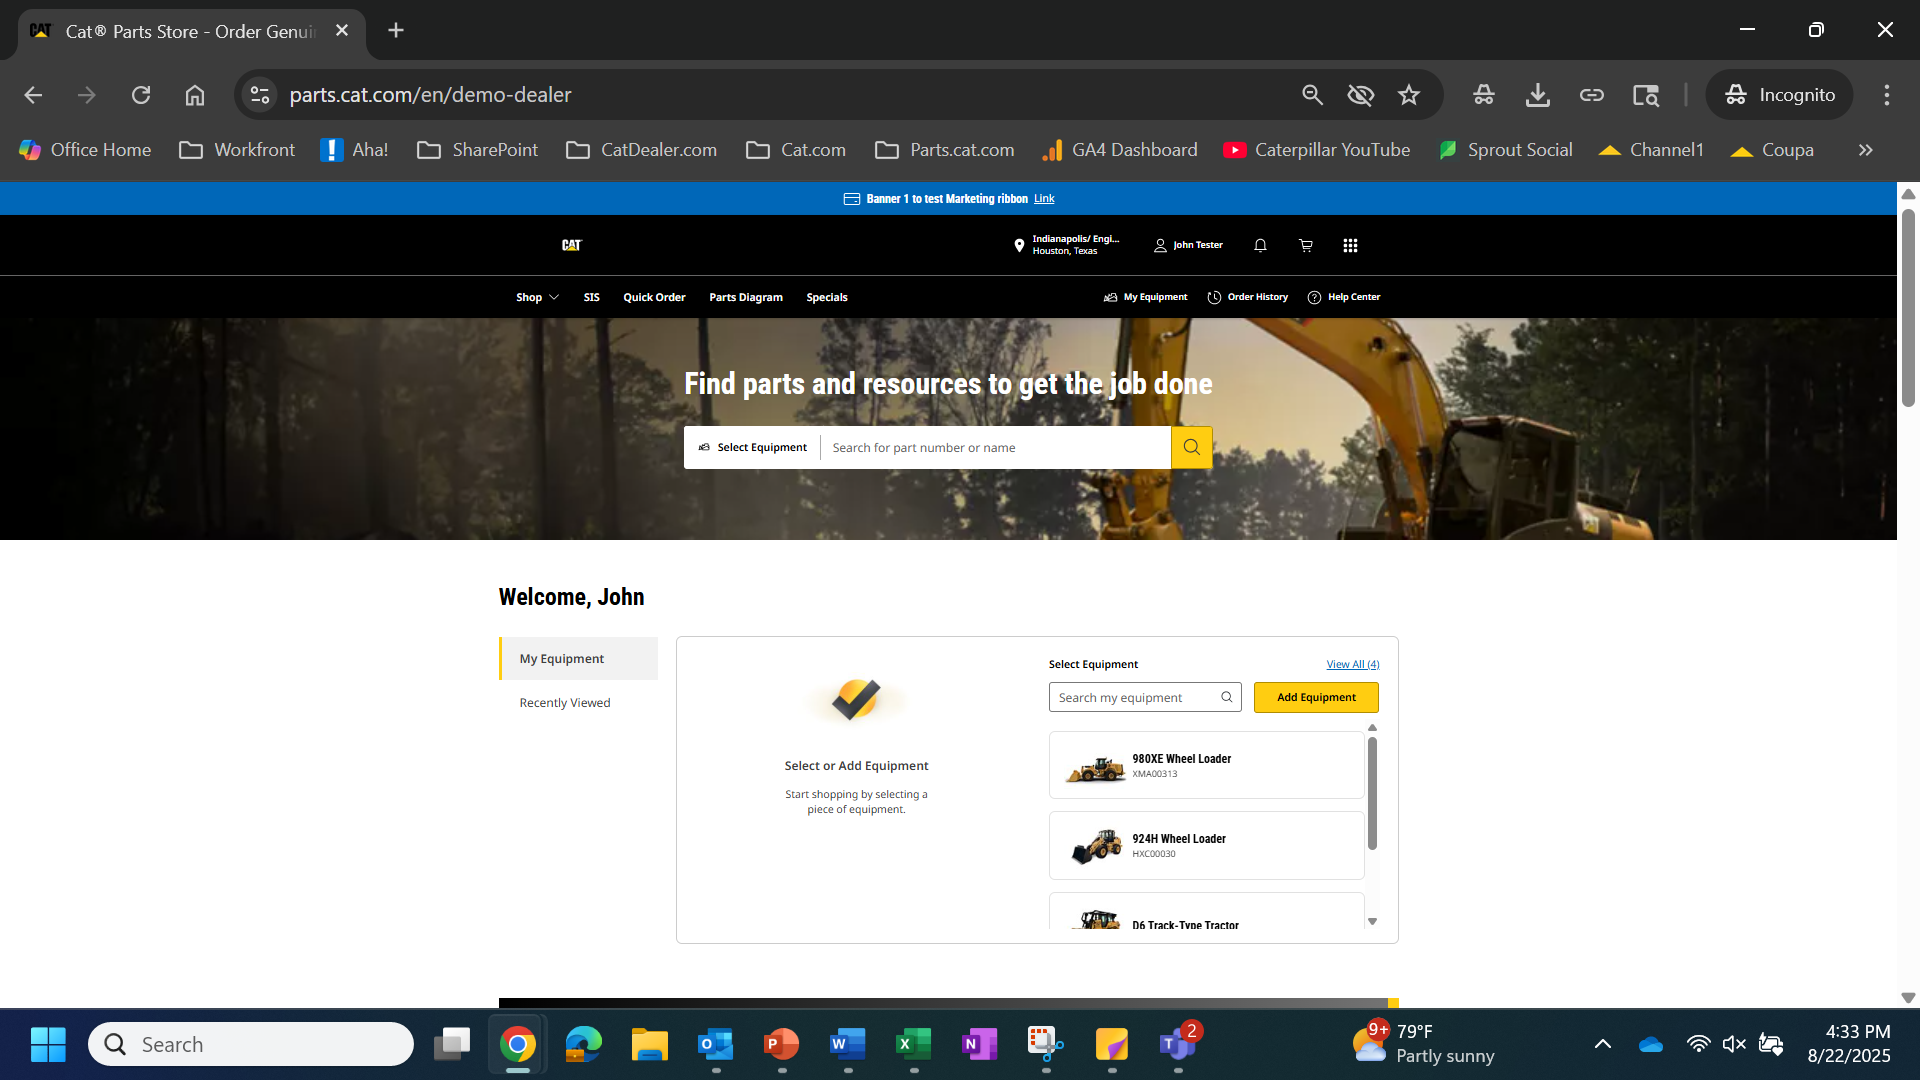 CAT
Cat® Parts Store - Order Genui
parts.cat.com/en/demo-dealer
Incognito
Office Home
Workfront
Aha!
SharePoint
CatDealer.com
Cat.com
Parts.cat.com
GA4 Dashboard
Caterpillar YouTube
Sprout Social
Channel1
Coupa
Banner 1 to test Marketing ribbon Link
CAT
Indianapolis/ Engi...
Houston, Texas
John Tester
Shop
SIS
Quick Order
Parts Diagram
Specials
My Equipment
Order History
Help Center
Find parts and resources to get the job done
Select Equipment
Search for part number or name
Welcome, John
My Equipment
Recently Viewed
Select or Add Equipment
Start shopping by selecting a
piece of equipment.
Select Equipment
View All (4)
Search my equipment
Add Equipment
980XE Wheel Loader
XMA00313
924H Wheel Loader
HXC00030
D6 Track-Type Tractor
Search
2
9+
79°F
Partly sunny
4:33 PM
8/22/2025